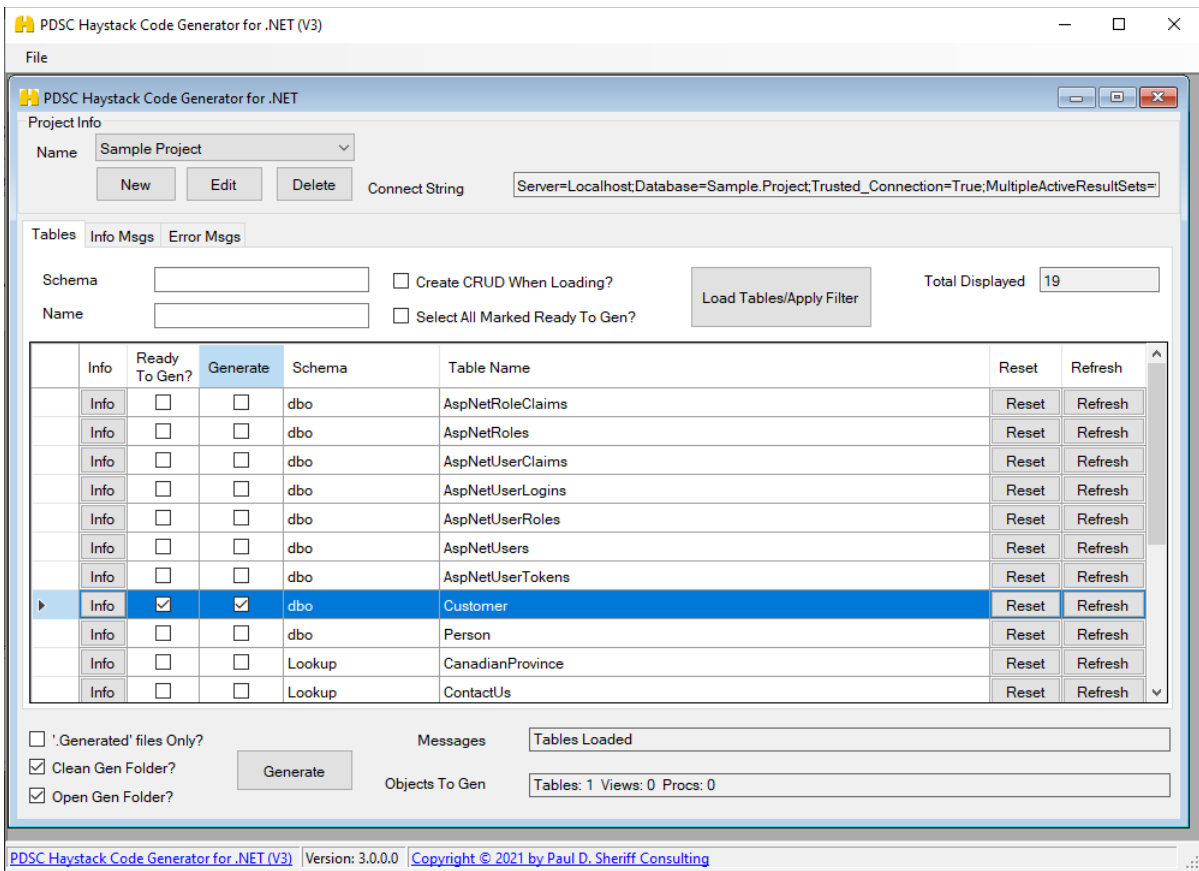 PDSC Haystack Code Generator for .NET (V3)
File
PDSC Haystack Code Generator for .NET
Project Info
Name Sample Project
New Edit Delete Connect String Server=Localhost;Database=Sample.Project;Trusted_Connection=True;MultipleActiveResultSets=
Tables Info Msgs Error Msgs
Schema Create CRUD When Loading? Load Tables/Apply Filter Total Displayed 19
Name Select All Marked Ready To Gen?
Info Ready To Gen? Generate Schema Table Name Reset Refresh
Info dbo AspNetRoleClaims Reset Refresh
Info dbo AspNetRoles Reset Refresh
Info dbo AspNetUserClaims Reset Refresh
Info dbo AspNetUserLogins Reset Refresh
Info dbo AspNetUserRoles Reset Refresh
Info dbo AspNetUsers Reset Refresh
Info dbo AspNetUserTokens Reset Refresh
Info dbo Customer Reset Refresh
Info dbo Person Reset Refresh
Info Lookup CanadianProvince Reset Refresh
Info Lookup ContactUs Reset Refresh
'.Generated' files Only? Messages Tables Loaded
Clean Gen Folder? Generate
Objects To Gen Tables: 1 Views: 0 Procs: 0
Open Gen Folder?
PDSC Haystack Code Generator for .NET (V3) Version: 3.0.0.0 Copyright © 2021 by Paul D. Sheriff Consulting